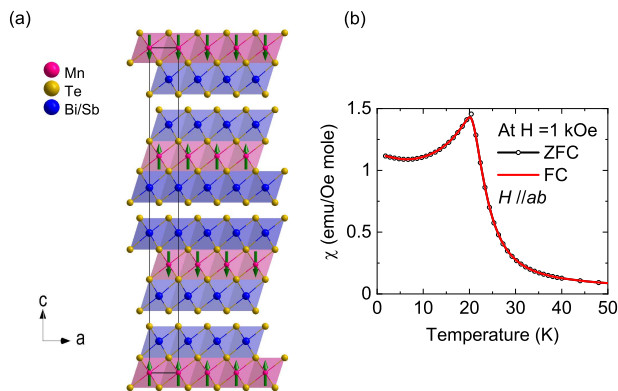 (a)
Mn
Te
Bi/Sb
c
a
(b)
χ (emu/Oe mole)
1.5
1
0.5
0
At H =1 kOe
ZFC
FC
H //ab
0 10 20 30 40 50
Temperature (K)